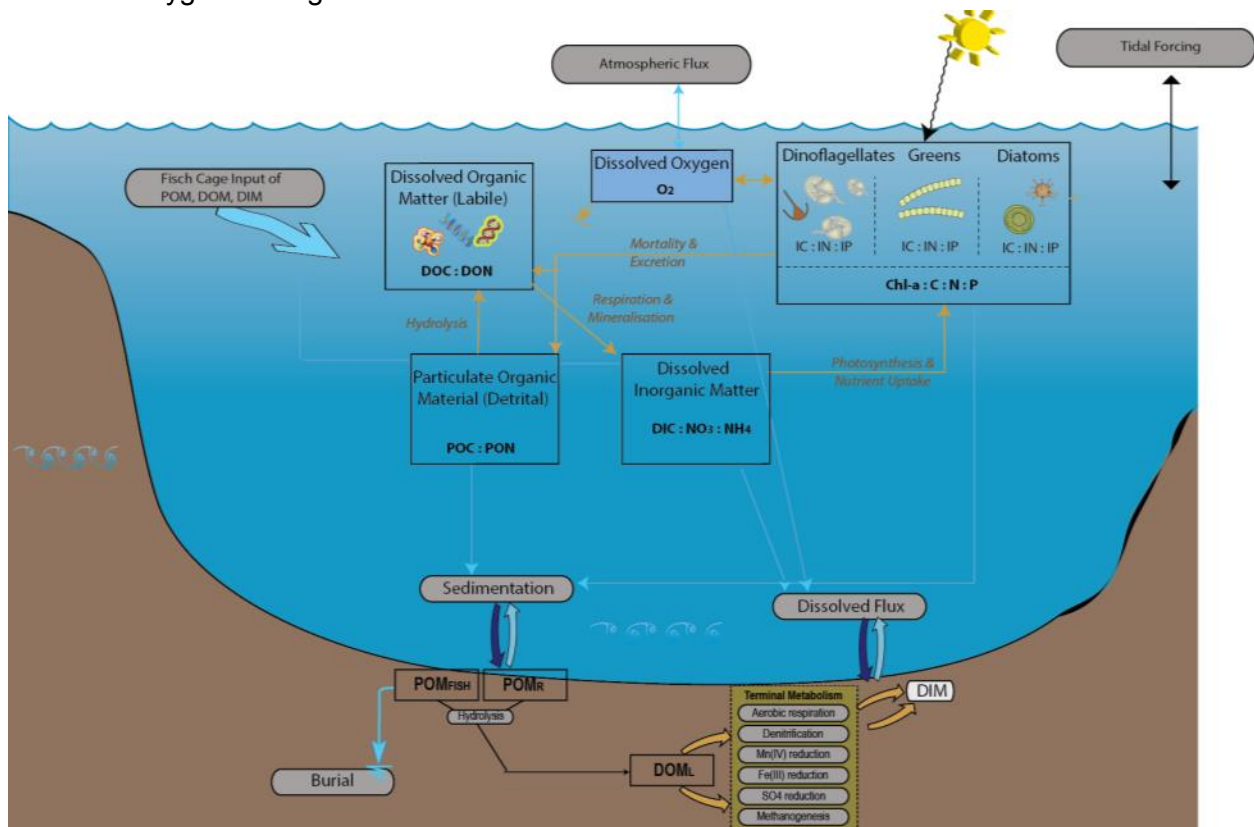 Atmospheric Flux
Tidal Forcing
Fisch Cage Input of
POM, DOM, DIM
Dissolved Organic
Matter (Labile)
DOC : DON
Dissolved Oxygen
O2
Dinoflagellates
Greens
Diatoms
IC : IN : IP
IC : IN : IP
IC : IN : IP
Chl-a : C : N : P
Mortality &
Excretion
Respiration &
Mineralisation
Hydrolysis
Particulate Organic
Material (Detrital)
POC : PON
Dissolved
Inorganic Matter
DIC : NO3 : NH4
Photosynthesis &
Nutrient Uptake
Sedimentation
Dissolved Flux
POMFISH
POMR
Hydrolysis
Burial
DOML
Terminal Metabolism
Aerobic respiration
Denitrification
Mn(IV) reduction
Fe(III) reduction
SO4 reduction
Methanogenesis
DIM